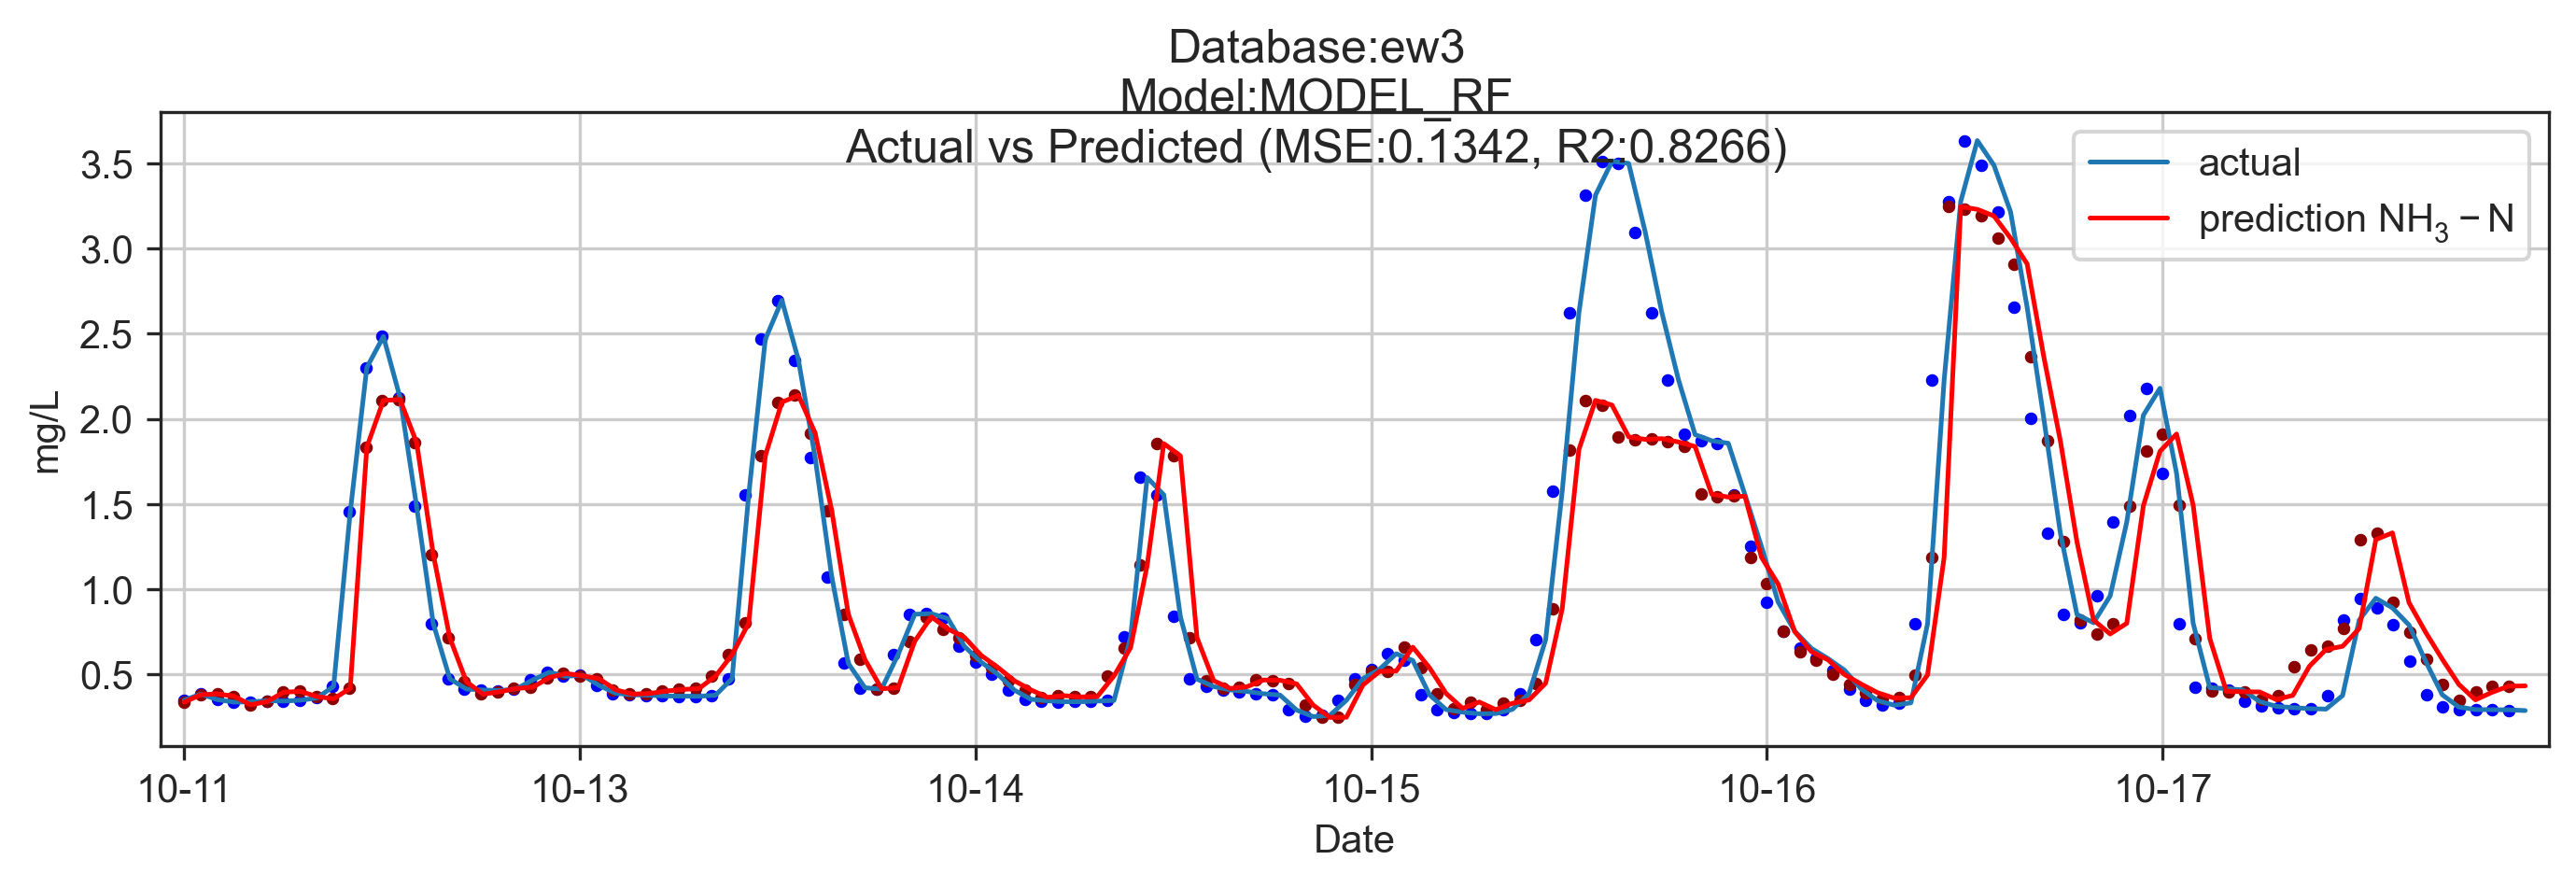 Database:ew3
Model:MODEL_RF
Actual vs Predicted (MSE:0.1342, R2:0.8266)
actual
prediction NH₃ − N
mg/L
3.5
3.0
2.5
2.0
1.5
1.0
0.5
10-11 10-13 10-14 10-15 10-16 10-17
Date